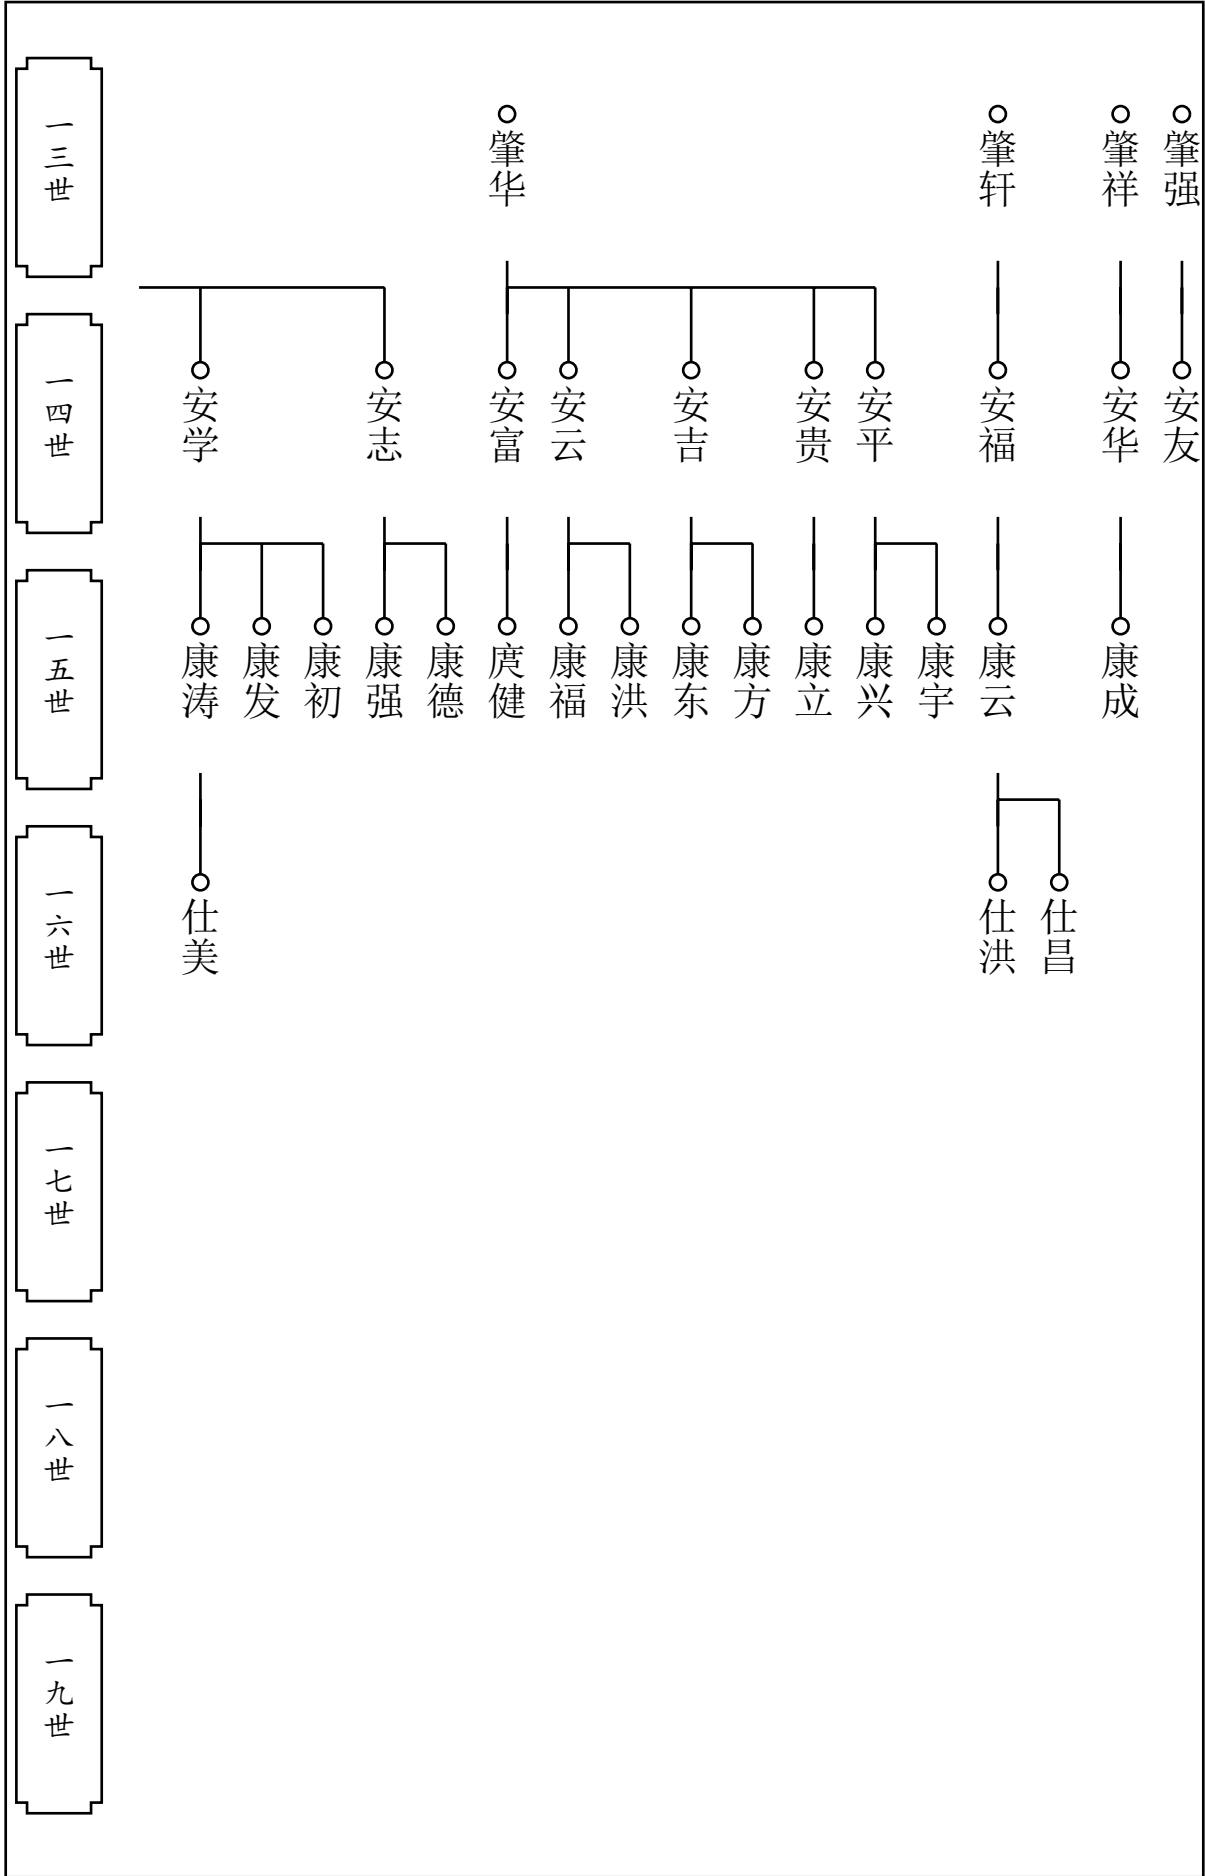 一三世
肇华
肇轩
肇祥
肇强
一四世
安学
安志
安富
安云
安吉
安贵
安平
安福
安华
安友
一五世
康涛
康发
康初
康强
康德
庹健
康福
康洪
康东
康方
康立
康兴
康宇
康云
康成
一六世
仕美
仕洪
仕昌
一七世
一八世
一九世